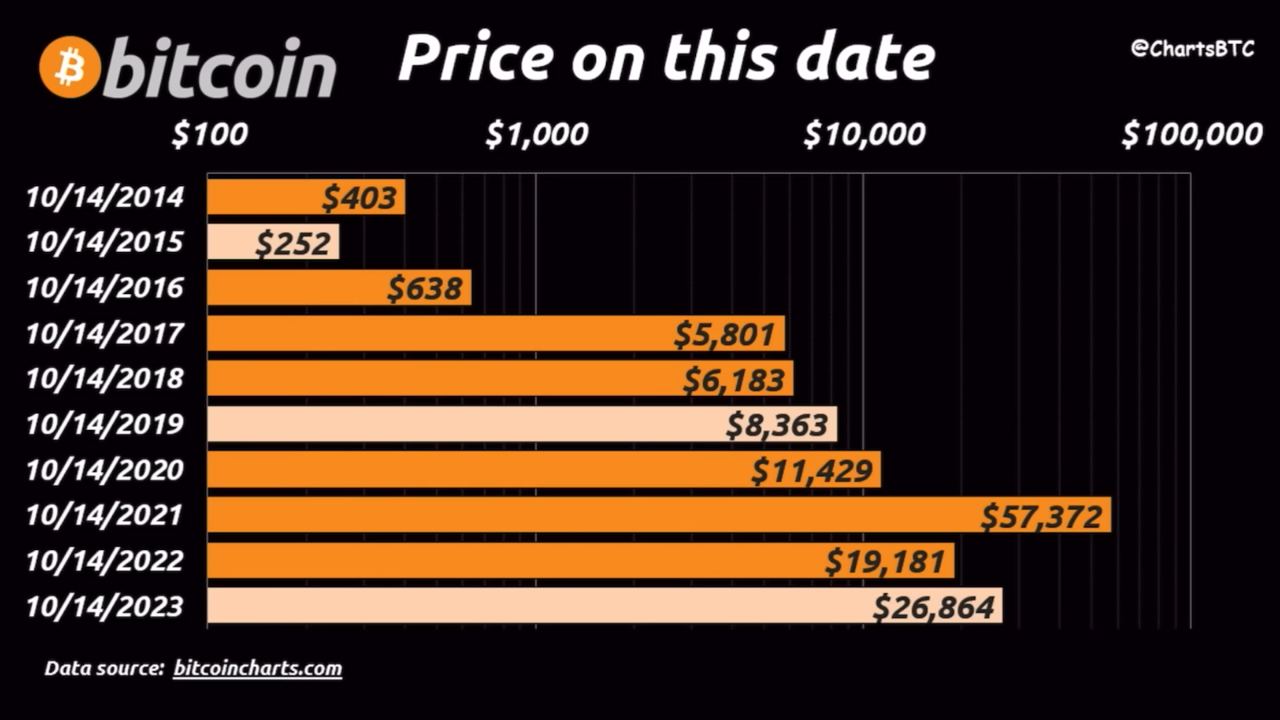 bitcoin
Price on this date
@ChartsBTC
$100 $1,000 $10,000 $100,000
10/14/2014 $403
10/14/2015 $252
10/14/2016 $638
10/14/2017 $5,801
10/14/2018 $6,183
10/14/2019 $8,363
10/14/2020 $11,429
10/14/2021 $57,372
10/14/2022 $19,181
10/14/2023 $26,864
Data source: bitcoincharts.com